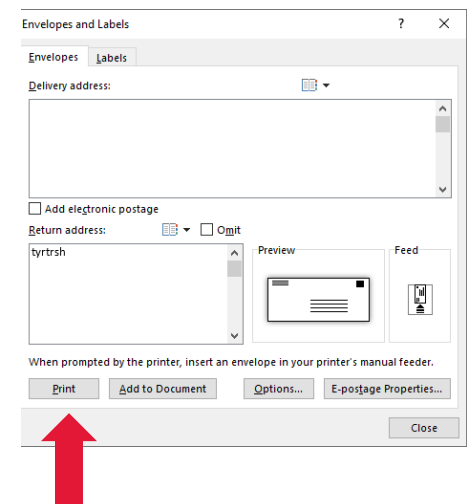 Envelopes and Labels ?
Envelopes Labels
Delivery address:
Add electronic postage
Return address: Omit
tyrtrsh
Preview
Feed
When prompted by the printer, insert an envelope in your printer's manual feeder.
Print Add to Document Options... E-postage Properties...
Close